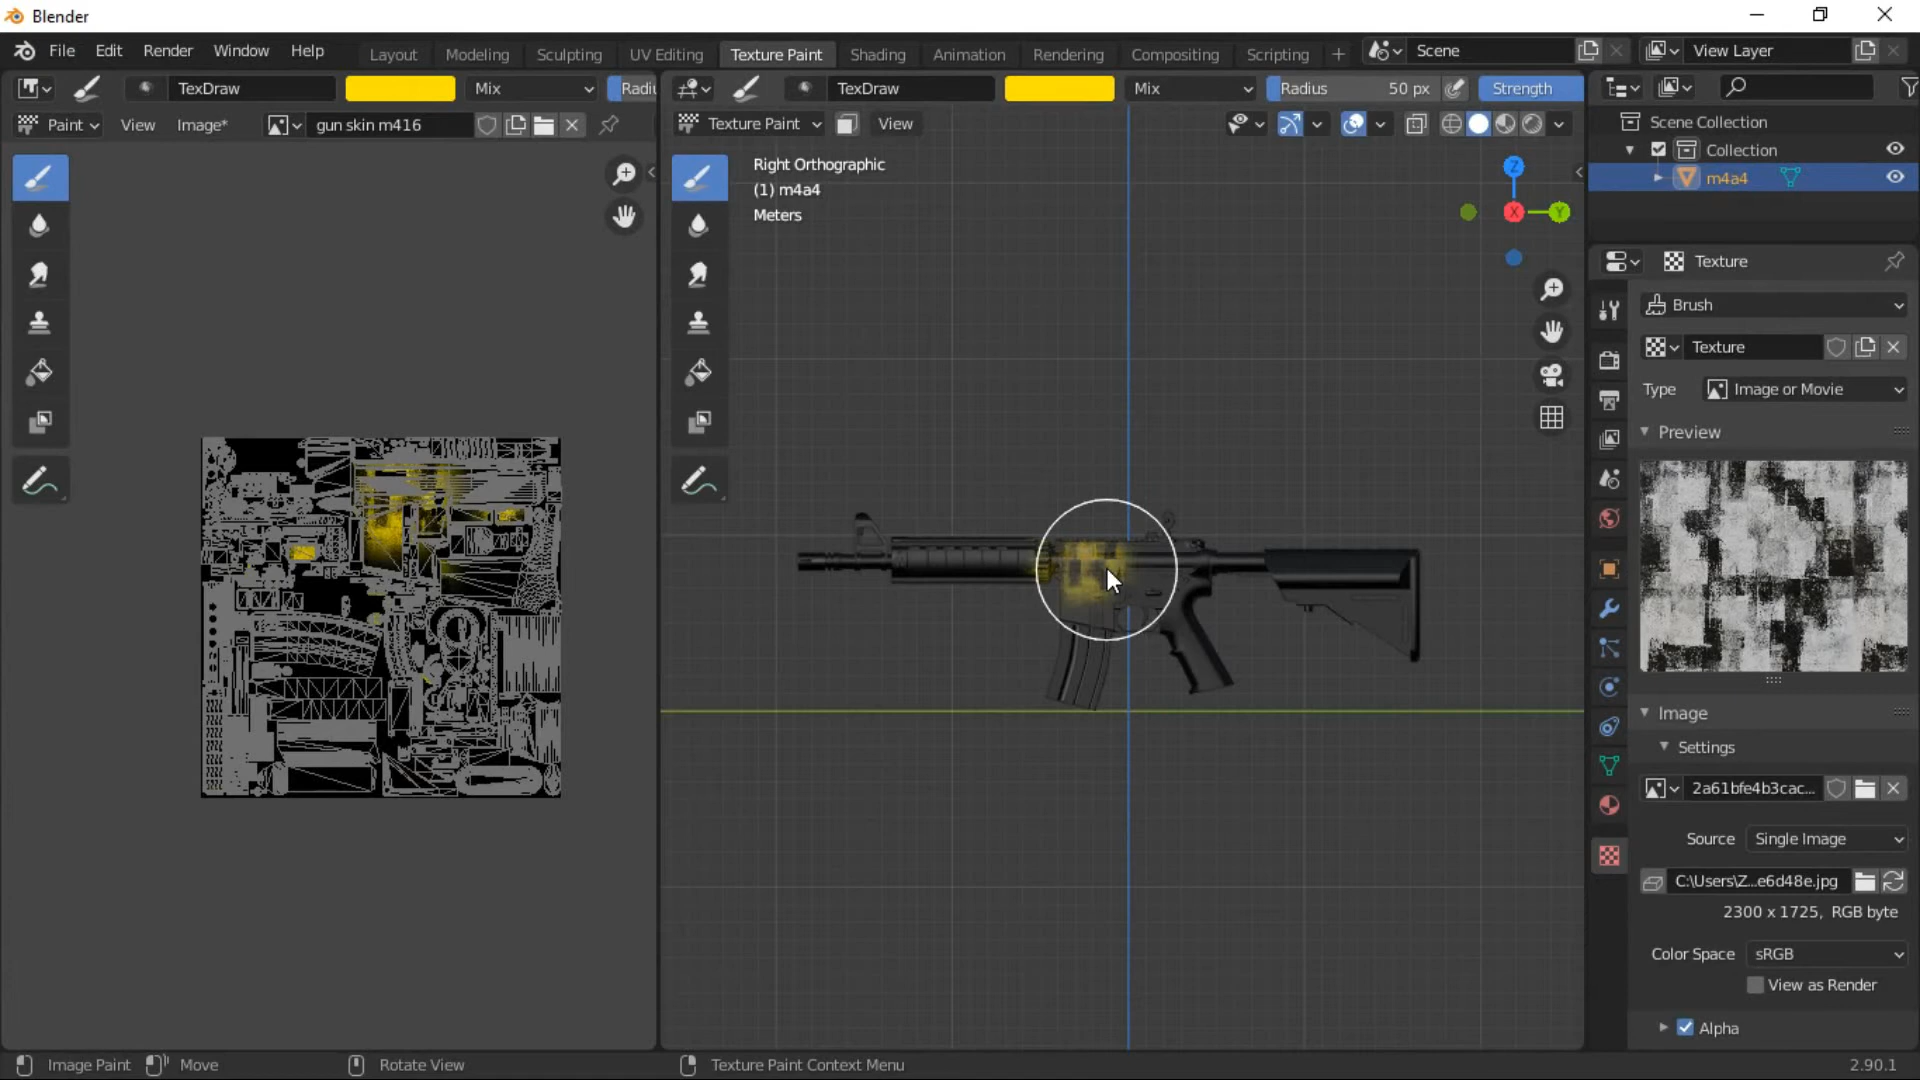 Blender
File Edit Render Window Help Layout Modeling Sculpting UV Editing Texture Paint Shading Animation Rendering Compositing Scripting + Scene View Layer
TexDraw Mix Radiu TexDraw Mix Radius 50 px Strength
Paint View Image* gun skin m416 Texture Paint View
Scene Collection
Collection
m4a4
Right Orthographic
(1) m4a4
Meters
Z
X
Y
Texture
Brush
Texture
Type Image or Movie
Preview
Image
Settings
2a61bfe4b3cac...
Source Single Image
C:\Users\Z...e6d48e.jpg
2300 x 1725, RGB byte
Color Space sRGB
View as Render
Alpha
Image Paint Move Rotate View Texture Paint Context Menu 2.90.1